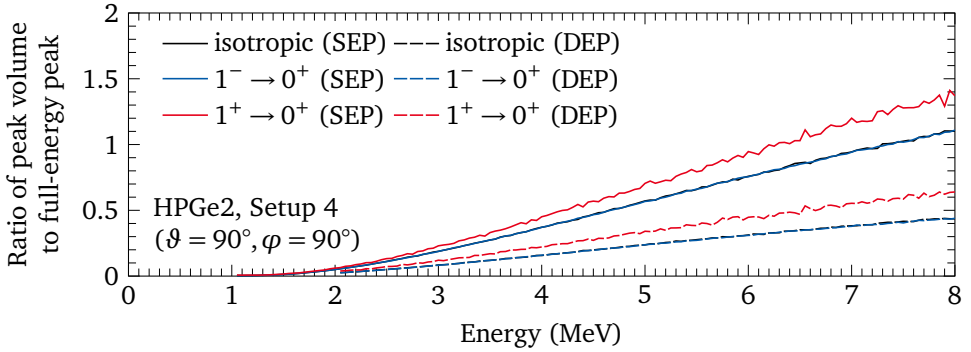 2
1.5
1
0.5
0
0 1 2 3 4 5 6 7 8
Ratio of peak volume
to full-energy peak
isotropic (SEP) isotropic (DEP)
1⁻ → 0⁺ (SEP) 1⁻ → 0⁺ (DEP)
1⁺ → 0⁺ (SEP) 1⁺ → 0⁺ (DEP)
HPGe2, Setup 4
(ϑ = 90°, φ = 90°)
Energy (MeV)